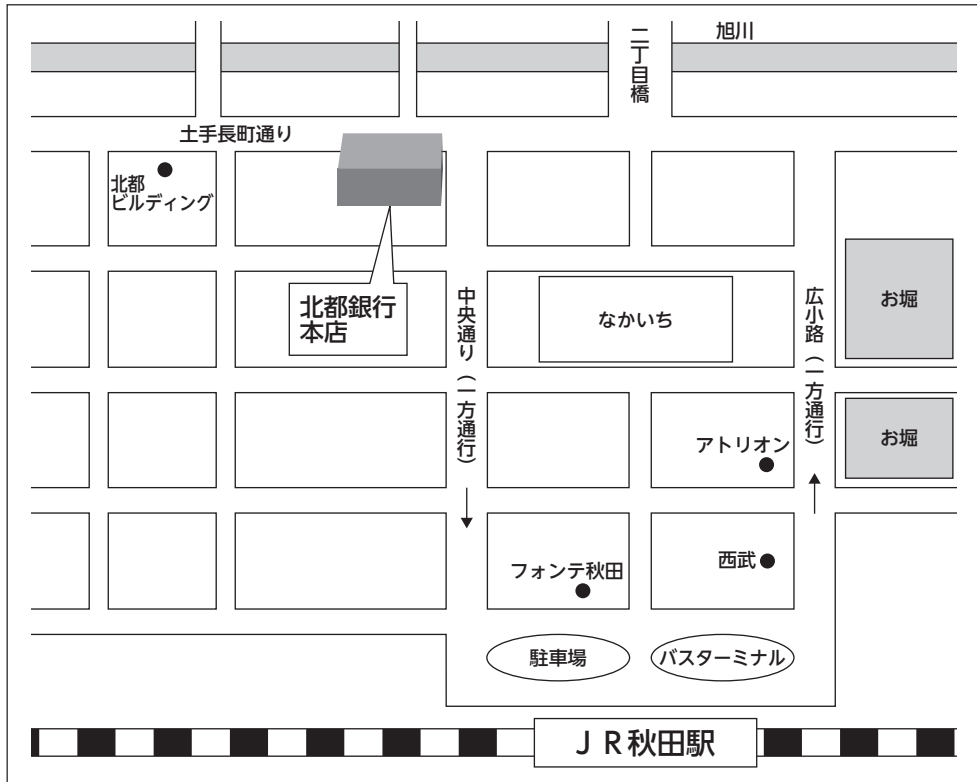 旭川
二丁目橋
土手長町通り
北都
ビルディング
北都銀行
本店
中央通り（一方通行）
なかいち
広小路（一方通行）
お堀
お堀
アトリオン
フォンテ秋田
西武
駐車場
バスターミナル
ＪＲ秋田駅